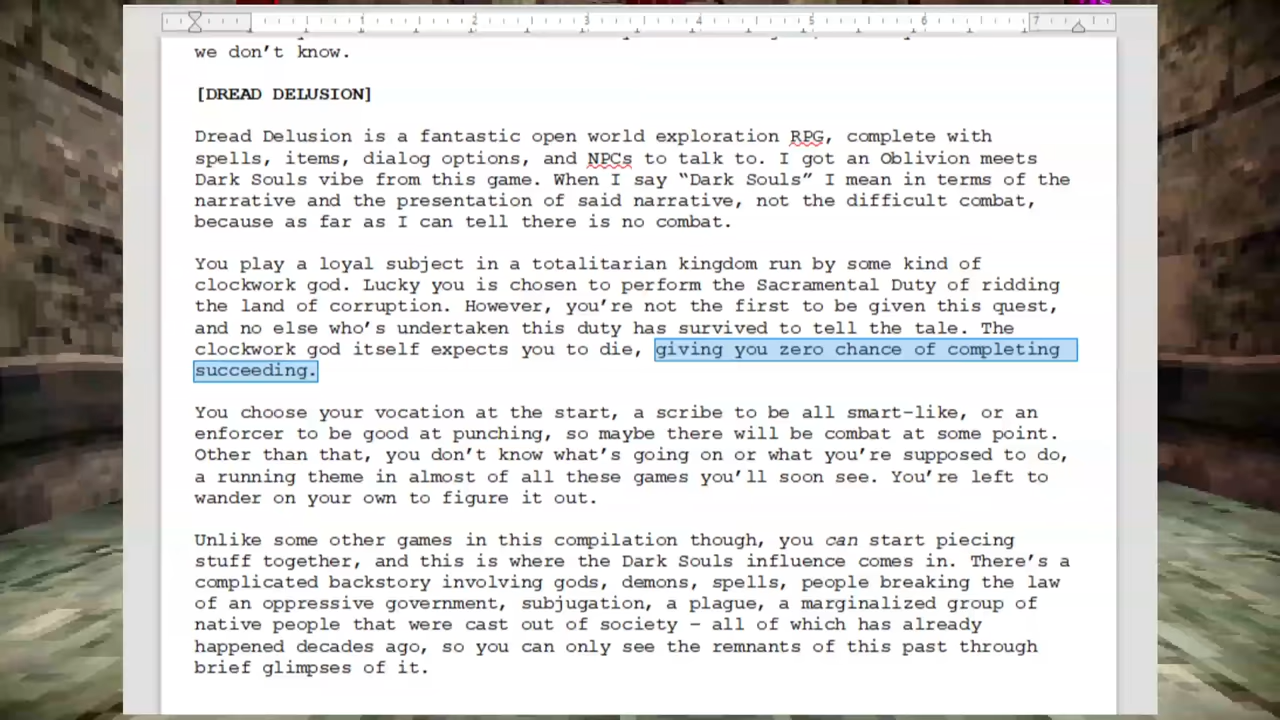 1 2 3 4 5 6 7
we don’t know.
[DREAD DELUSION]
Dread Delusion is a fantastic open world exploration RPG, complete with
spells, items, dialog options, and NPCs to talk to. I got an Oblivion meets
Dark Souls vibe from this game. When I say “Dark Souls” I mean in terms of the
narrative and the presentation of said narrative, not the difficult combat,
because as far as I can tell there is no combat.
You play a loyal subject in a totalitarian kingdom run by some kind of
clockwork god. Lucky you is chosen to perform the Sacramental Duty of ridding
the land of corruption. However, you’re not the first to be given this quest,
and no else who’s undertaken this duty has survived to tell the tale. The
clockwork god itself expects you to die, giving you zero chance of completing
succeeding.
You choose your vocation at the start, a scribe to be all smart-like, or an
enforcer to be good at punching, so maybe there will be combat at some point.
Other than that, you don’t know what’s going on or what you’re supposed to do,
a running theme in almost of all these games you’ll soon see. You’re left to
wander on your own to figure it out.
Unlike some other games in this compilation though, you can start piecing
stuff together, and this is where the Dark Souls influence comes in. There’s a
complicated backstory involving gods, demons, spells, people breaking the law
of an oppressive government, subjugation, a plague, a marginalized group of
native people that were cast out of society – all of which has already
happened decades ago, so you can only see the remnants of this past through
brief glimpses of it.